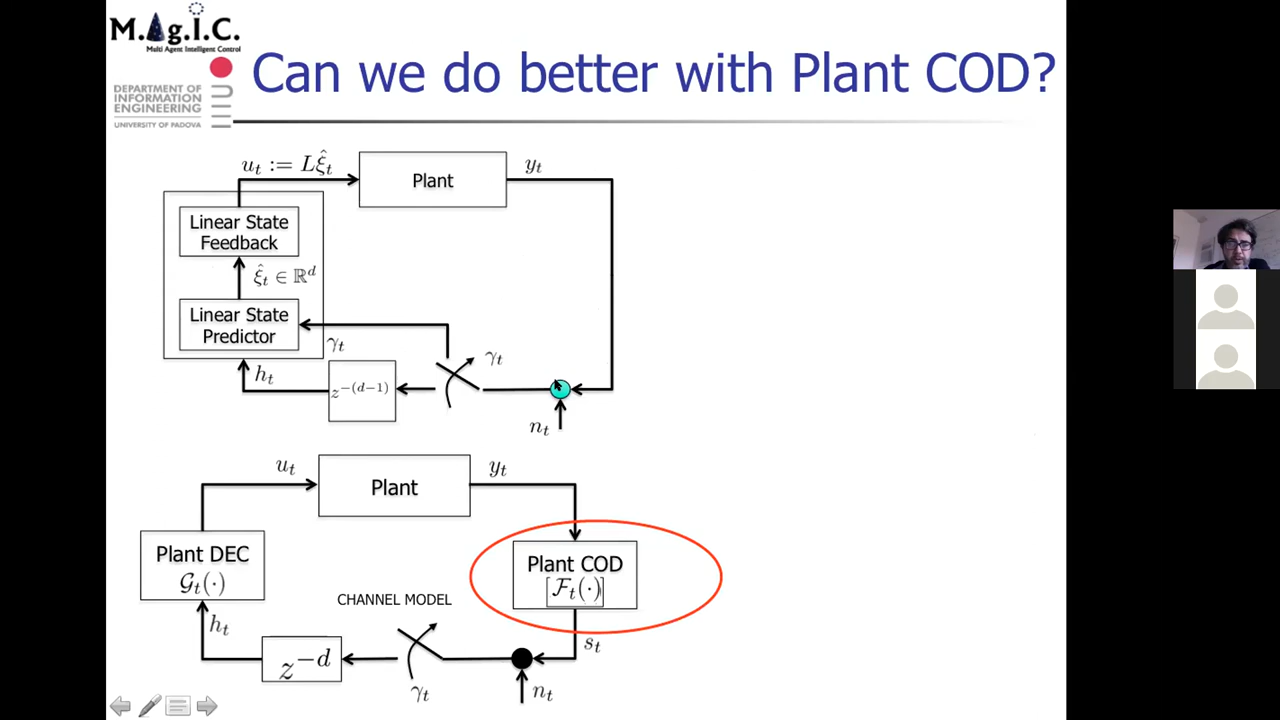 M.AgI.C.
Multi Agent Intelligent Control
DEPARTMENT OF
INFORMATION
ENGINEERING
UNIVERSITY OF PADOVA
Can we do better with Plant COD?
u_t := Lξ̂_t
Plant
y_t
Linear State
Feedback
ξ̂_t ∈ ℝ^d
Linear State
Predictor
γ_t
γ_t
h_t
z^{-(d-1)}
n_t
u_t
Plant
y_t
Plant DEC
𝒢_t(·)
Plant COD
[ℱ_t(·)]
CHANNEL MODEL
h_t
s_t
z^{-d}
γ_t
n_t